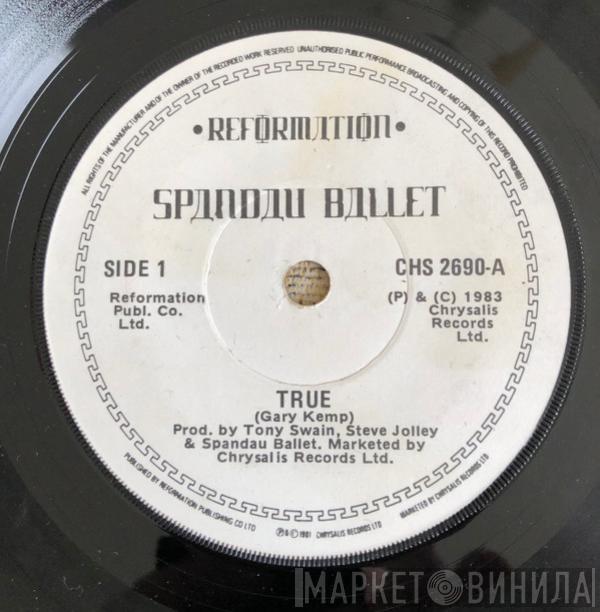 ALL RIGHTS OF THE MANUFACTURER AND OF THE OWNER OF THE RECORDED WORK RESERVED UNAUTHORISED PUBLIC PERFORMANCE BROADCASTING AND COPYING OF THIS RECORD PROHIBITED
•REFORMATION•
SPANDAU BALLET
SIDE 1
CHS 2690-A
Reformation
Publ. Co.
Ltd.
(P) & (C) 1983
Chrysalis
Records
Ltd.
TRUE
(Gary Kemp)
Prod. by Tony Swain, Steve Jolley
& Spandau Ballet. Marketed by
Chrysalis Records Ltd.
PUBLISHED BY REFORMATION PUBLISHING CO LTD
℗&© 1981 CHRYSALIS RECORDS LTD
MARKETED BY CHRYSALIS RECORDS LTD
МАРКЕТ ВИНИЛА